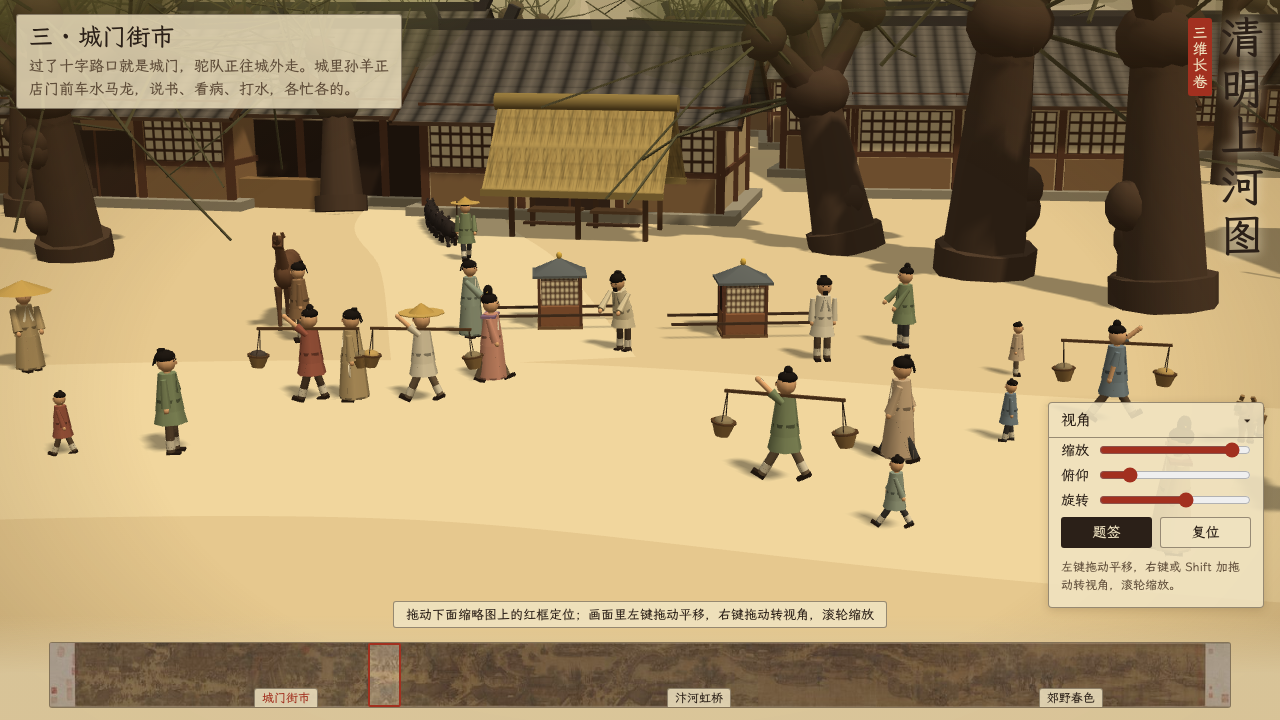 三·城门街市
过了十字路口就是城门，驼队正往城外走。城里孙羊正
店门前车水马龙，说书、看病、打水，各忙各的。
清明上河图
三维长卷
视角
缩放
俯仰
旋转
题签
复位
左键拖动平移，右键或 Shift 加拖
动转视角，滚轮缩放。
拖动下面缩略图上的红框定位；画面里左键拖动平移，右键拖动转视角，滚轮缩放
城门街市
汴河虹桥
郊野春色